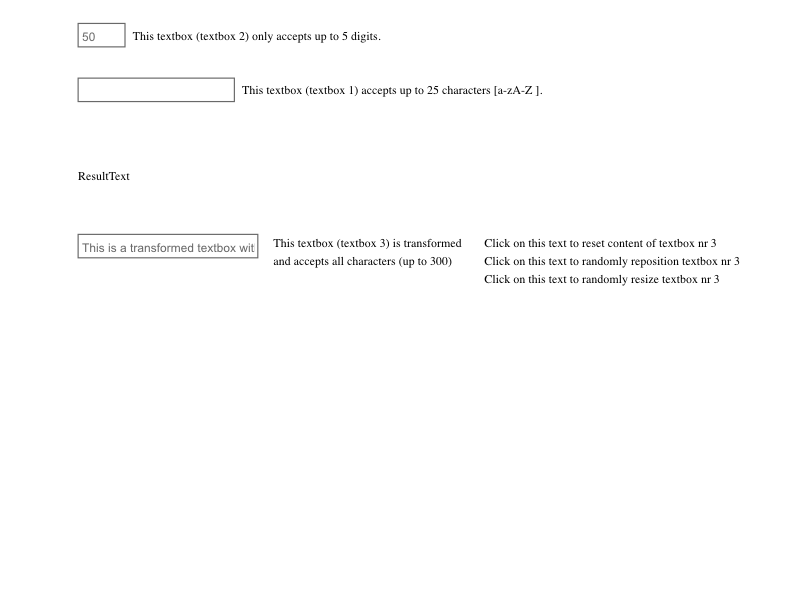 50 This textbox (textbox 2) only accepts up to 5 digits.
This textbox (textbox 1) accepts up to 25 characters [a-zA-Z ].
ResultText
This is a transformed textbox wit
This textbox (textbox 3) is transformed
and accepts all characters (up to 300)
Click on this text to reset content of textbox nr 3
Click on this text to randomly reposition textbox nr 3
Click on this text to randomly resize textbox nr 3